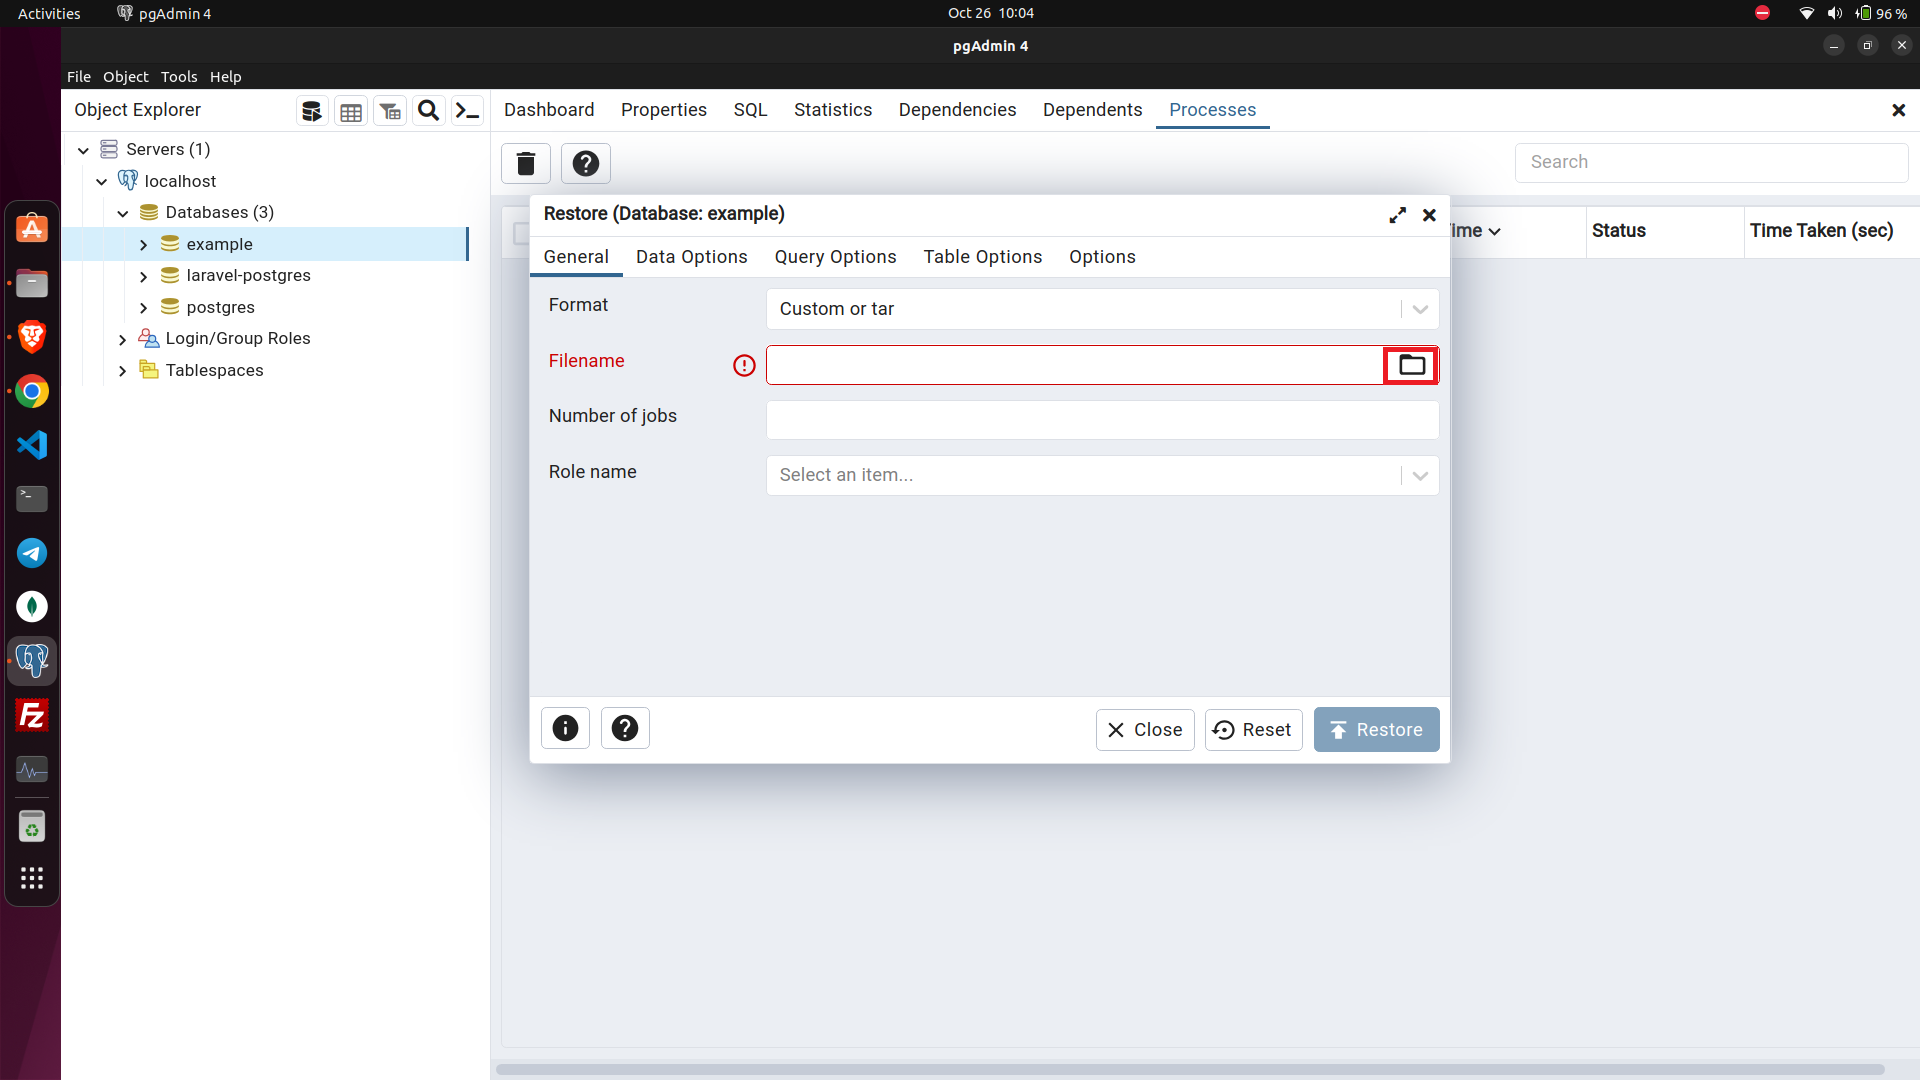 Activities pgAdmin 4 Oct 26 10:04 96 %
pgAdmin 4
File Object Tools Help
Object Explorer
Dashboard Properties SQL Statistics Dependencies Dependents Processes
Servers (1)
localhost
Databases (3)
example
laravel-postgres
postgres
Login/Group Roles
Tablespaces
Search
Status Time Taken (sec)
Restore (Database: example)
General Data Options Query Options Table Options Options
Format Custom or tar
Filename
Number of jobs
Role name Select an item...
Close Reset Restore